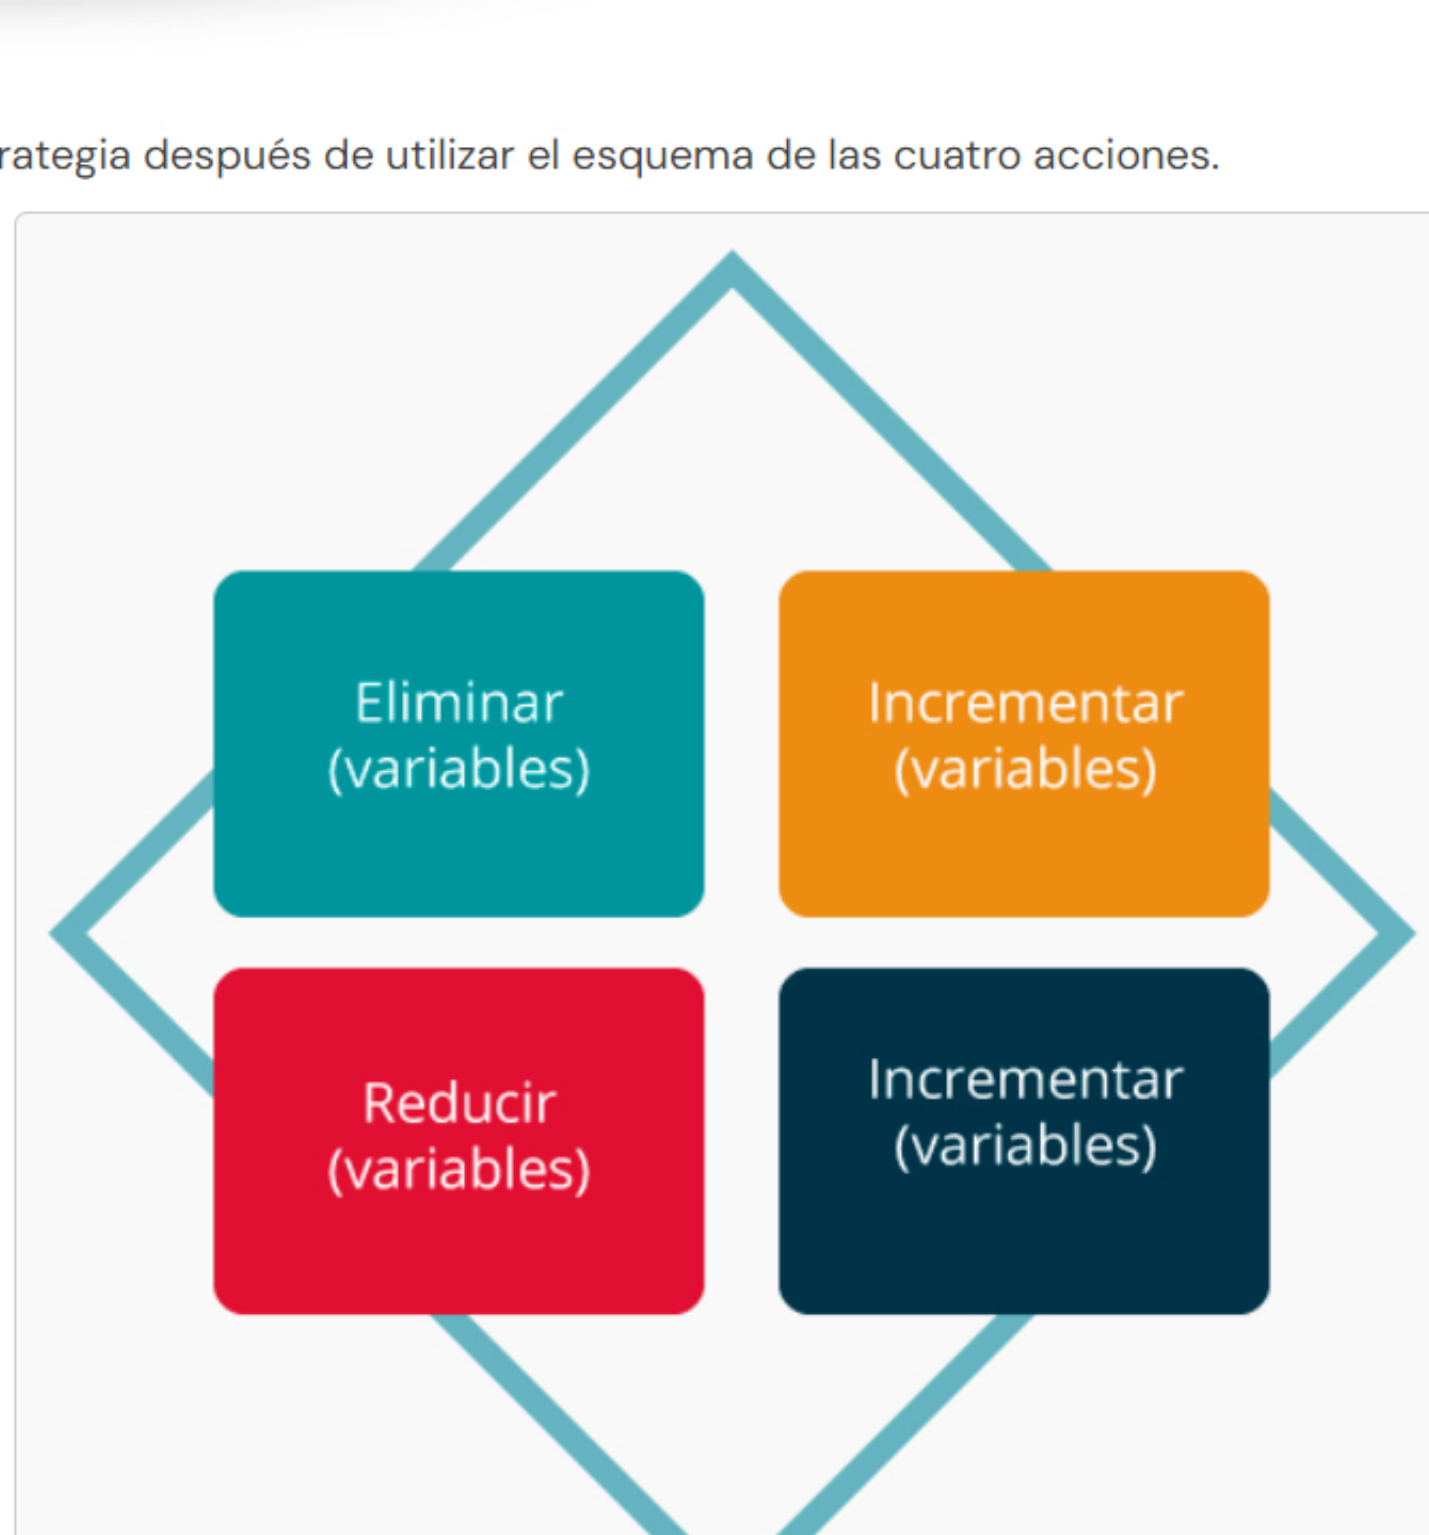 rategia después de utilizar el esquema de las cuatro acciones.
Eliminar
(variables)
Incrementar
(variables)
Reducir
(variables)
Incrementar
(variables)